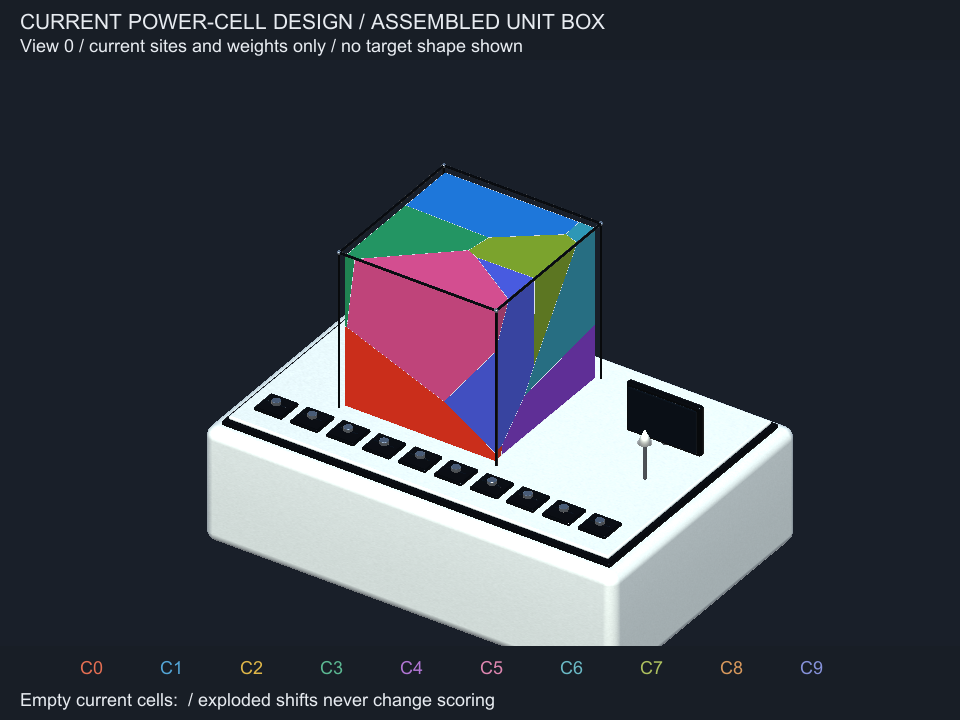 CURRENT POWER-CELL DESIGN / ASSEMBLED UNIT BOX
View 0 / current sites and weights only / no target shape shown
C0 C1 C2 C3 C4 C5 C6 C7 C8 C9
Empty current cells:  / exploded shifts never change scoring